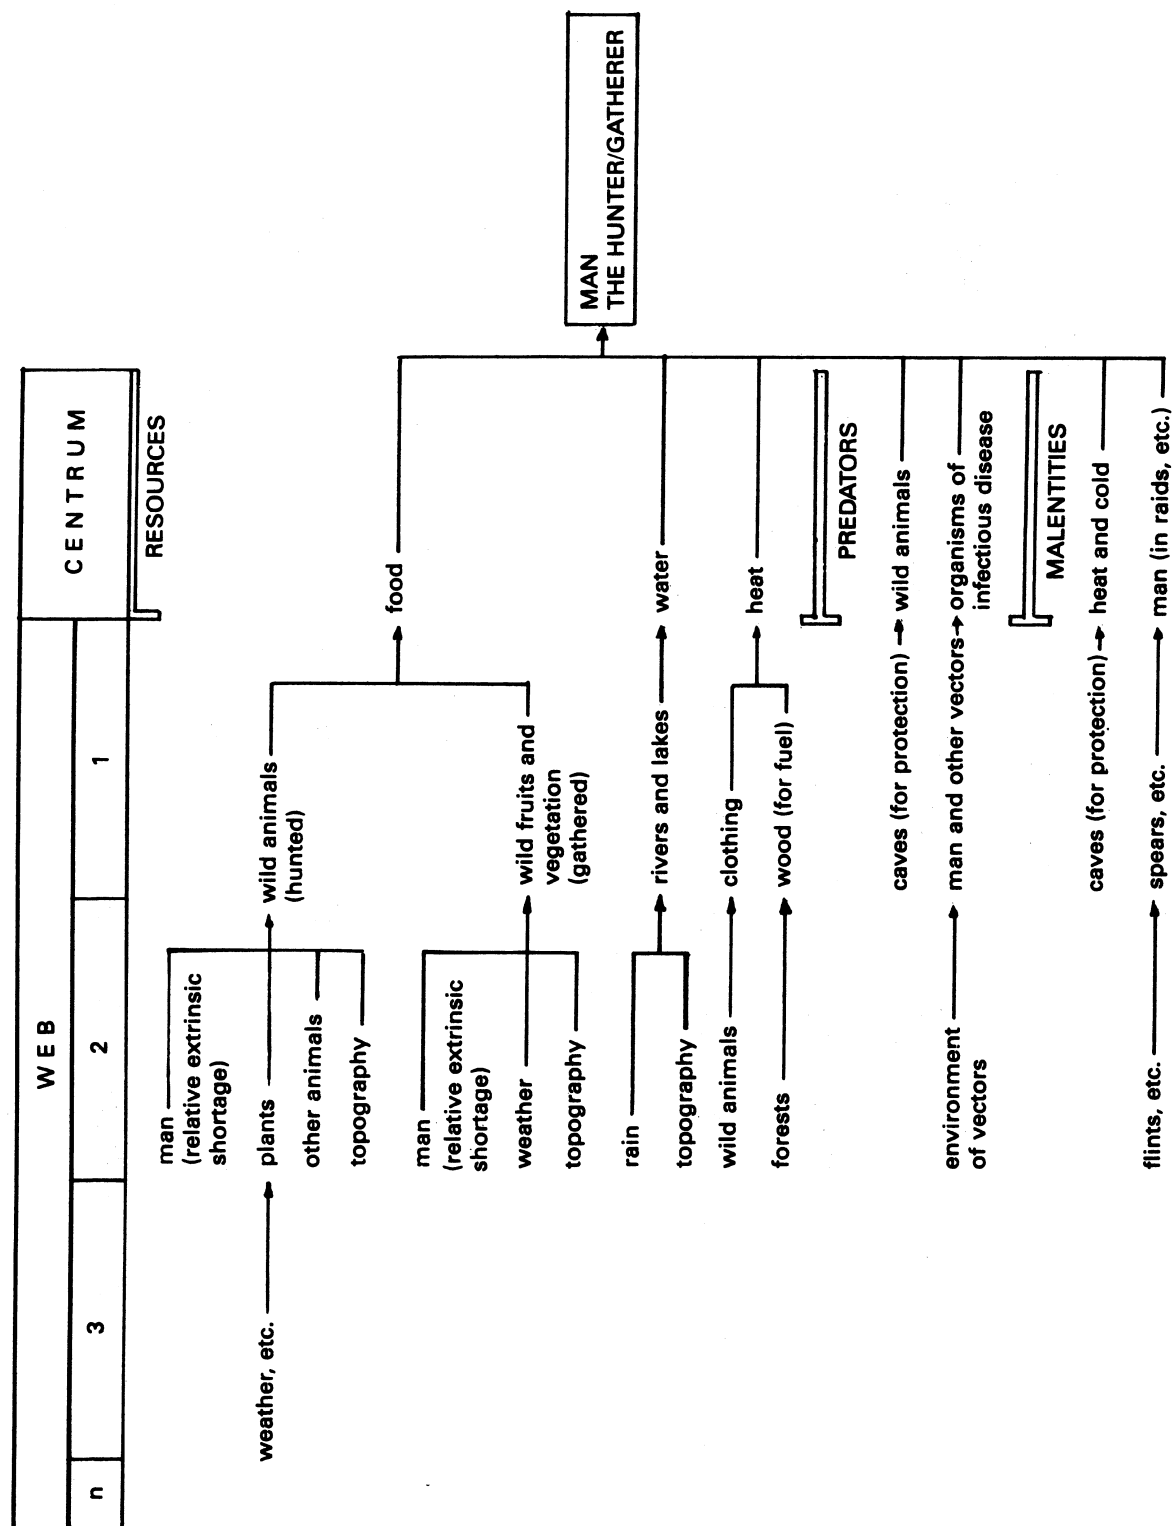 WEB
CENTRUM
n
3
2
1
RESOURCES
MAN
THE HUNTER/GATHERER
weather, etc.
man
(relative extrinsic
shortage)
plants
other animals
topography
wild animals
(hunted)
food
man
(relative extrinsic
shortage)
weather
topography
wild fruits and
vegetation
(gathered)
rain
topography
rivers and lakes
water
wild animals
clothing
forests
wood (for fuel)
heat
PREDATORS
caves (for protection)
wild animals
environment
of vectors
man and other vectors
organisms of
infectious disease
MALENTITIES
caves (for protection)
heat and cold
flints, etc.
spears, etc.
man (in raids, etc.)